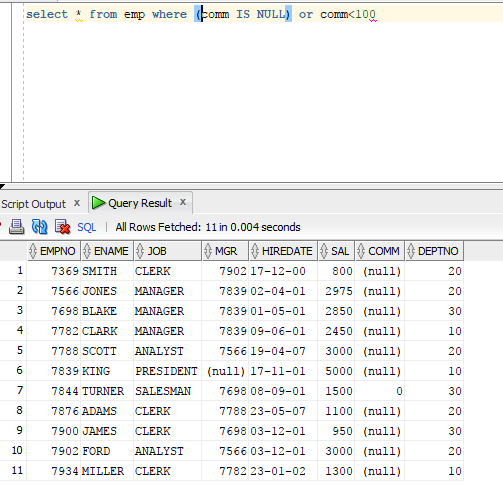 select * from emp where (comm IS NULL) or comm<100
Script Output x Query Result x
SQL | All Rows Fetched: 11 in 0.004 seconds
EMPNO ENAME JOB MGR HIREDATE SAL COMM DEPTNO
1 7369 SMITH CLERK 7902 17-12-00 800 (null) 20
2 7566 JONES MANAGER 7839 02-04-01 2975 (null) 20
3 7698 BLAKE MANAGER 7839 01-05-01 2850 (null) 30
4 7782 CLARK MANAGER 7839 09-06-01 2450 (null) 10
5 7788 SCOTT ANALYST 7566 19-04-07 3000 (null) 20
6 7839 KING PRESIDENT (null) 17-11-01 5000 (null) 10
7 7844 TURNER SALESMAN 7698 08-09-01 1500 0 30
8 7876 ADAMS CLERK 7788 23-05-07 1100 (null) 20
9 7900 JAMES CLERK 7698 03-12-01 950 (null) 30
10 7902 FORD ANALYST 7566 03-12-01 3000 (null) 20
11 7934 MILLER CLERK 7782 23-01-02 1300 (null) 10